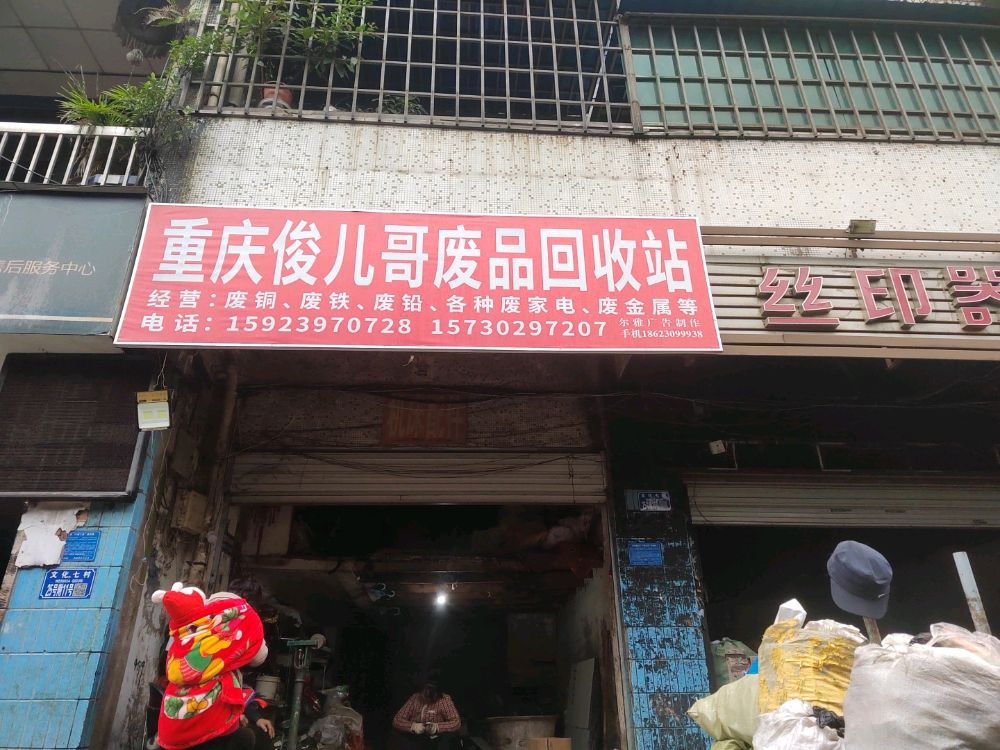 重庆俊儿哥废品回收站
经营：废铜、废铁、废铅、各种废家电、废金属等
电话：15923970728 15730297207
尔雅广告制作
手机18623099938
售后服务中心
丝印器
文化七村